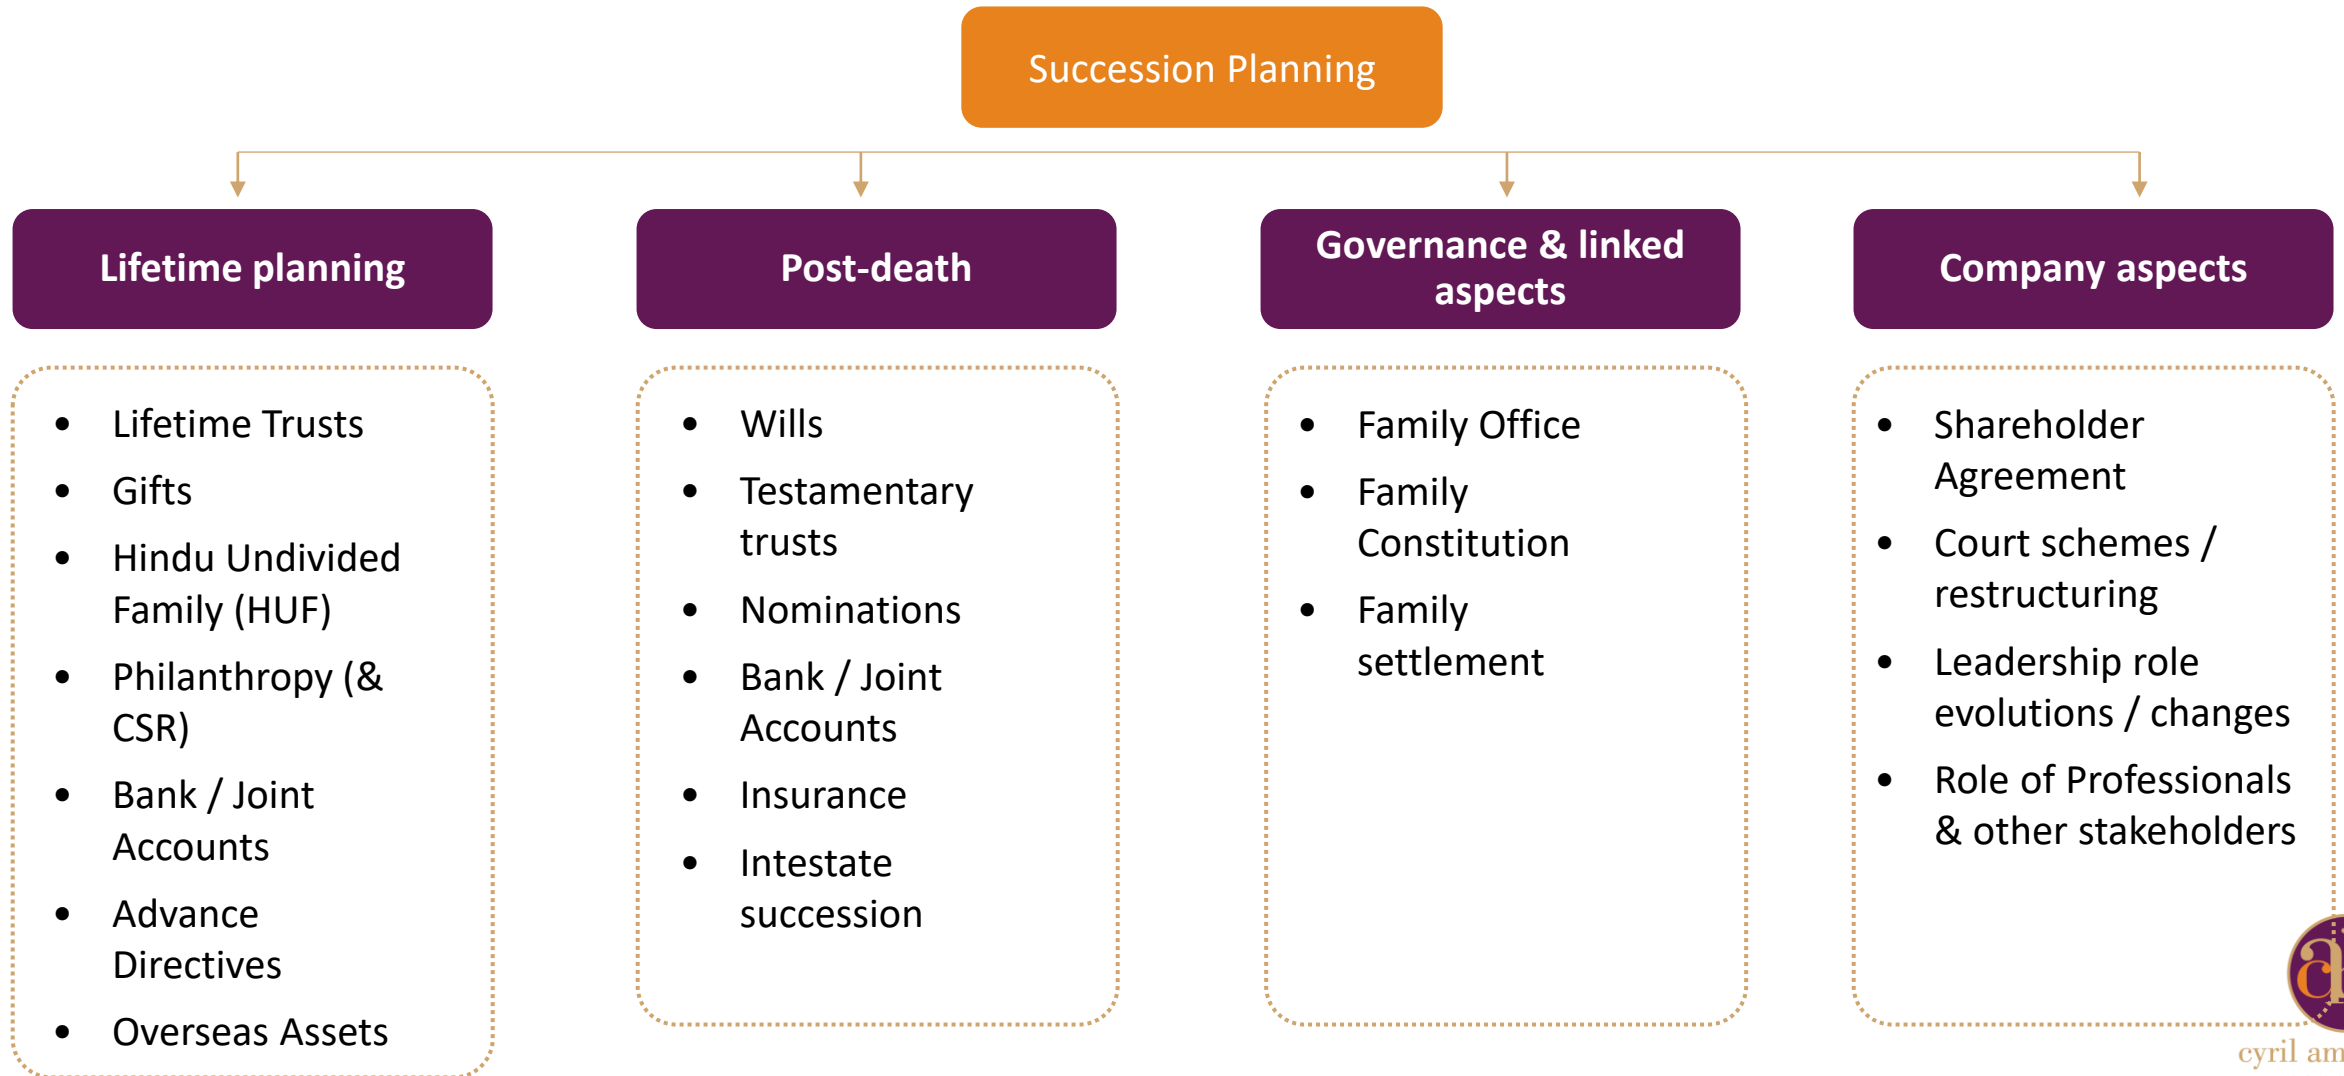 Succession Planning
Lifetime planning
• Lifetime Trusts
• Gifts
• Hindu Undivided
Family (HUF)
• Philanthropy (&
CSR)
• Bank / Joint
Accounts
• Advance
Directives
• Overseas Assets
Post-death
• Wills
• Testamentary
trusts
• Nominations
• Bank / Joint
Accounts
• Insurance
• Intestate
succession
Governance & linked
aspects
• Family Office
• Family
Constitution
• Family
settlement
Company aspects
• Shareholder
Agreement
• Court schemes /
restructuring
• Leadership role
evolutions / changes
• Role of Professionals
& other stakeholders
cyril am